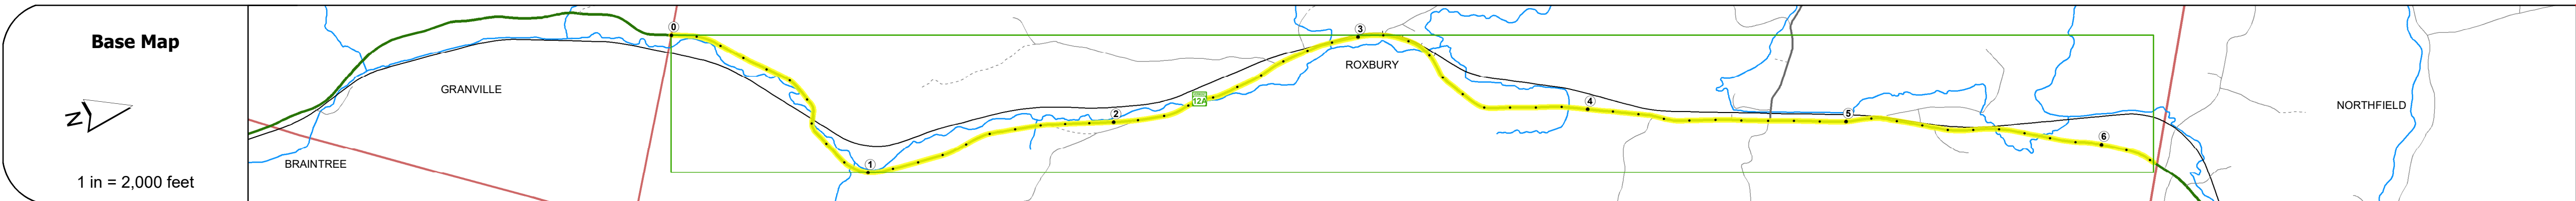 Base Map
N
1 in = 2,000 feet
GRANVILLE
BRAINTREE
0
1
2
12A
3
ROXBURY
4
5
6
NORTHFIELD